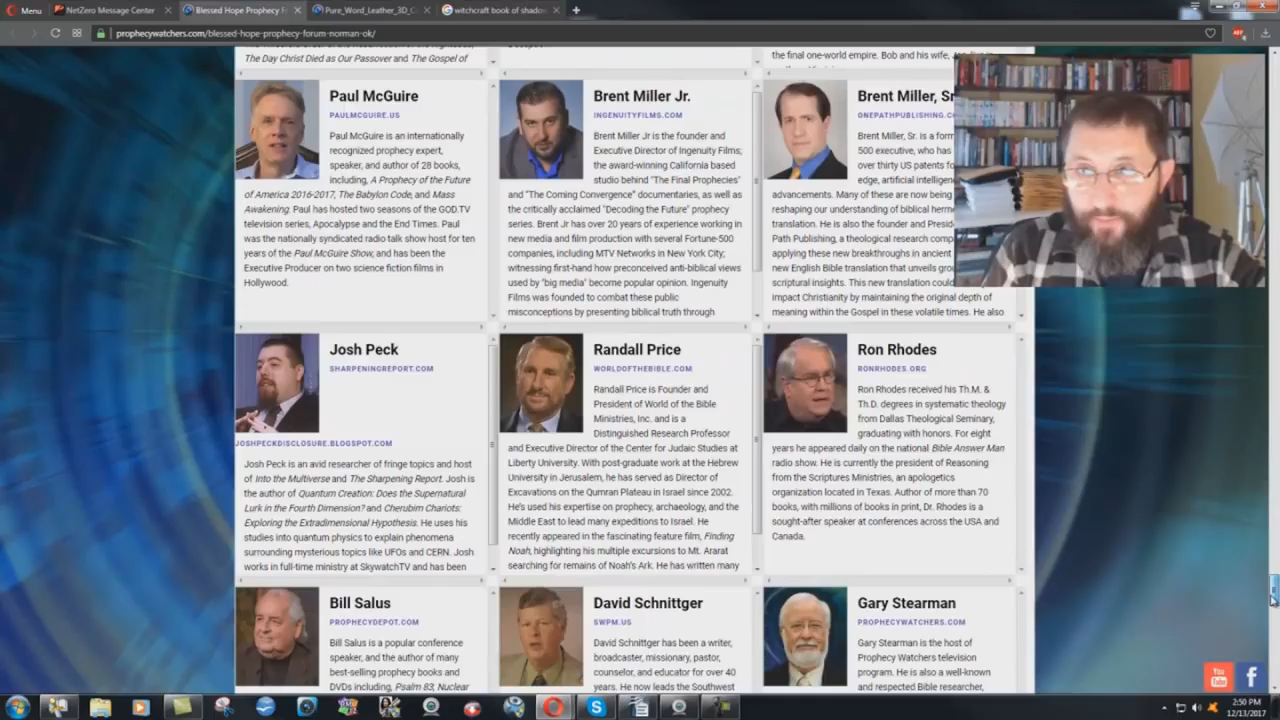 Menu
NetZero Message Center
Blessed Hope Prophecy F
Pure_Word_Leather_3D_C
witchcraft book of shado
prophecywatchers.com/blessed-hope-prophecy-forum-norman-ok/
The Day Christ Died as Our Passover and The Gospel of
the final one-world empire. Bob and his wife,
Paul McGuire
PAULMCGUIRE.US
Paul McGuire is an internationally
recognized prophecy expert,
speaker, and author of 28 books,
including, A Prophecy of the Future
of America 2016-2017, The Babylon Code, and Mass
Awakening. Paul has hosted two seasons of the GOD.TV
television series, Apocalypse and the End Times. Paul
was the nationally syndicated radio talk show host for ten
years of the Paul McGuire Show, and has been the
Executive Producer on two science fiction films in
Hollywood.
Brent Miller Jr.
INGENUITYFILMS.COM
Brent Miller Jr is the founder and
Executive Director of Ingenuity Films;
the award-winning California based
studio behind "The Final Prophecies"
and "The Coming Convergence" documentaries, as well as
the critically acclaimed "Decoding the Future" prophecy
series. Brent Jr has over 20 years of experience working in
new media and film production with several Fortune-500
companies, including MTV Networks in New York City;
witnessing first-hand how preconceived anti-biblical views
used by "big media" become popular opinion. Ingenuity
Films was founded to combat these public
misconceptions by presenting biblical truth through
Brent Miller, Sr
ONEPATHPUBLISHING.C
Brent Miller, Sr. is a form
500 executive, who has
over thirty US patents fo
edge, artificial intelligenc
advancements. Many of these are now being
reshaping our understanding of biblical herme
translation. He is also the founder and Presid
Path Publishing, a theological research comp
applying these new breakthroughs in ancient
new English Bible translation that unveils grou
scriptural insights. This new translation could
impact Christianity by maintaining the original depth of
meaning within the Gospel in these volatile times. He also
Josh Peck
SHARPENINGREPORT.COM
JOSHPECKDISCLOSURE.BLOGSPOT.COM
Josh Peck is an avid researcher of fringe topics and host
of Into the Multiverse and The Sharpening Report. Josh is
the author of Quantum Creation: Does the Supernatural
Lurk in the Fourth Dimension? and Cherubim Chariots:
Exploring the Extradimensional Hypothesis. He uses his
studies into quantum physics to explain phenomena
surrounding mysterious topics like UFOs and CERN. Josh
works in full-time ministry at SkywatchTV and has been
Randall Price
WORLDOFTHEBIBLE.COM
Randall Price is Founder and
President of World of the Bible
Ministries, Inc. and is a
Distinguished Research Professor
and Executive Director of the Center for Judaic Studies at
Liberty University. With post-graduate work at the Hebrew
University in Jerusalem, he has served as Director of
Excavations on the Qumran Plateau in Israel since 2002.
He's used his expertise on prophecy, archaeology, and the
Middle East to lead many expeditions to Israel. He
recently appeared in the fascinating feature film, Finding
Noah, highlighting his multiple excursions to Mt. Ararat
searching for remains of Noah's Ark. He has written many
Ron Rhodes
RONRHODES.ORG
Ron Rhodes received his Th.M. &
Th.D. degrees in systematic theology
from Dallas Theological Seminary,
graduating with honors. For eight
years he appeared daily on the national Bible Answer Man
radio show. He is currently the president of Reasoning
from the Scriptures Ministries, an apologetics
organization located in Texas. Author of more than 70
books, with millions of books in print, Dr. Rhodes is a
sought-after speaker at conferences across the USA and
Canada.
Bill Salus
PROPHECYDEPOT.COM
Bill Salus is a popular conference
speaker, and the author of many
best-selling prophecy books and
DVDs including, Psalm 83, Nuclear
David Schnittger
SWPM.US
David Schnittger has been a writer,
broadcaster, missionary, pastor,
counselor, and educator for over 40
years. He now leads the Southwest
Gary Stearman
PROPHECYWATCHERS.COM
Gary Stearman is the host of
Prophecy Watchers television
program. He is also a well-known
and respected Bible researcher,
You
Tube
2:50 PM
12/13/2017